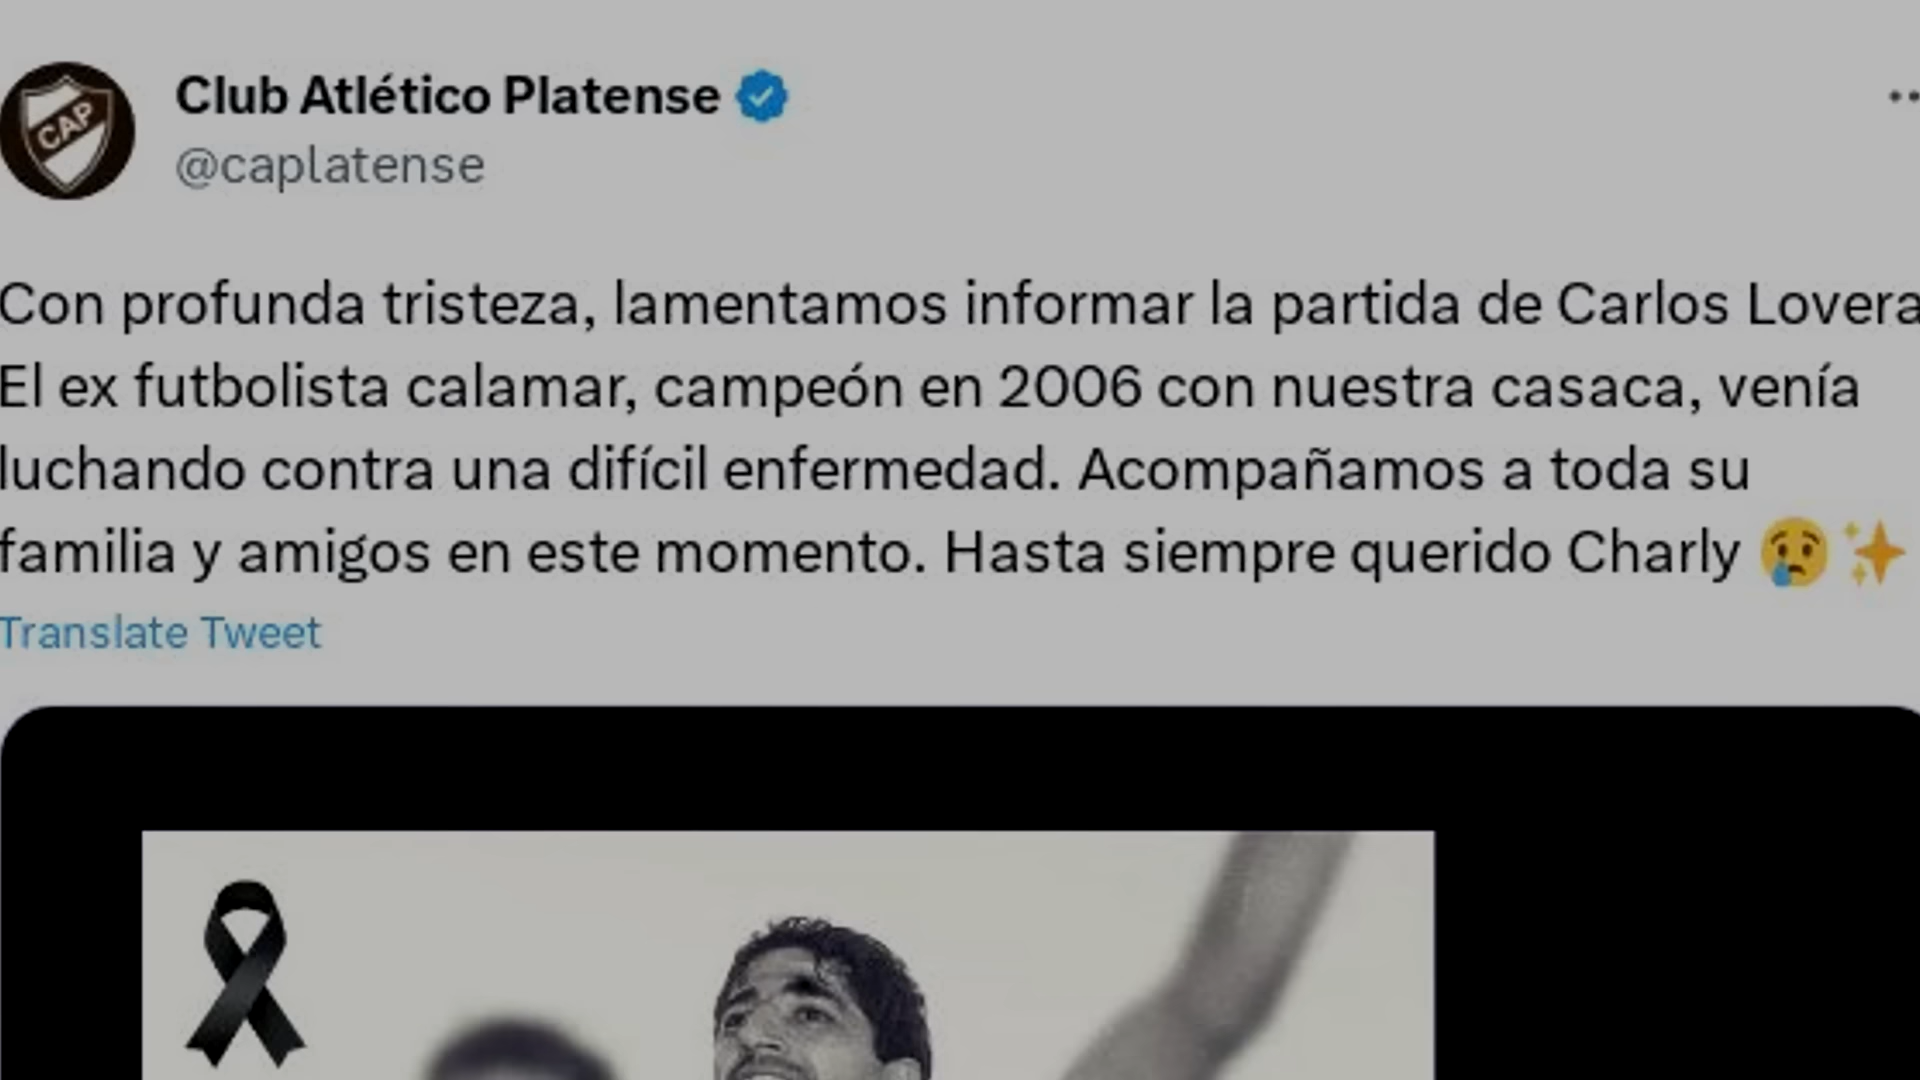 CAP
Club Atlético Platense
@caplatense
Con profunda tristeza, lamentamos informar la partida de Carlos Lovera
El ex futbolista calamar, campeón en 2006 con nuestra casaca, venía
luchando contra una difícil enfermedad. Acompañamos a toda su
familia y amigos en este momento. Hasta siempre querido Charly 😢✨
Translate Tweet